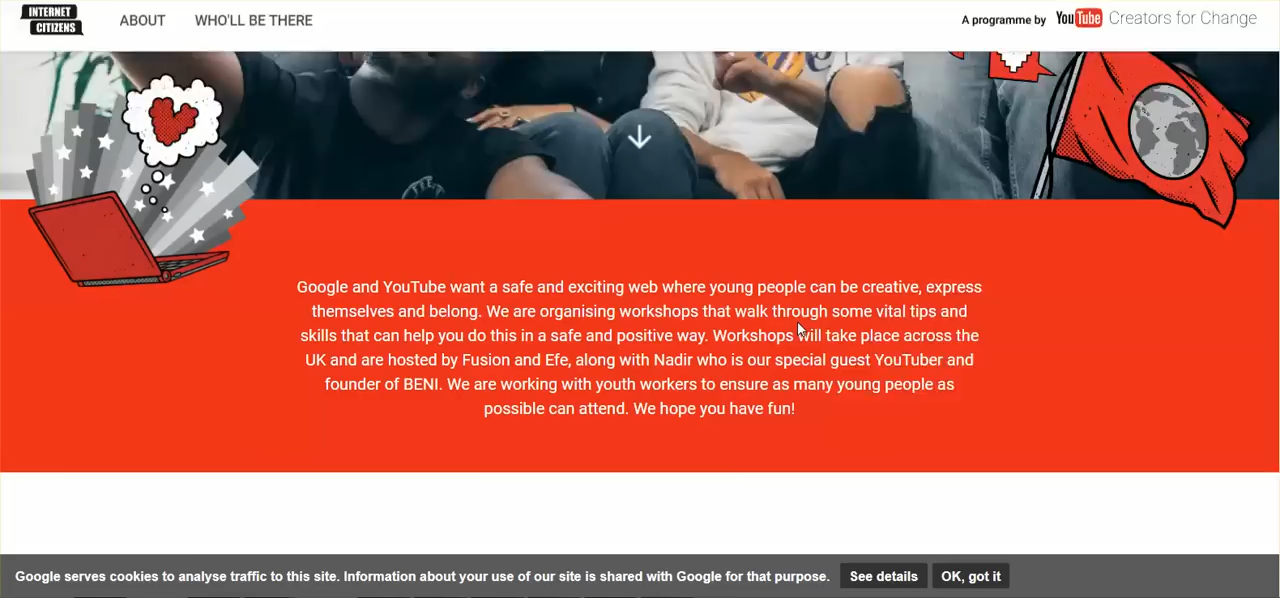 INTERNET
CITIZENS
ABOUT
WHO'LL BE THERE
A programme by YouTube Creators for Change
Google and YouTube want a safe and exciting web where young people can be creative, express
themselves and belong. We are organising workshops that walk through some vital tips and
skills that can help you do this in a safe and positive way. Workshops will take place across the
UK and are hosted by Fusion and Efe, along with Nadir who is our special guest YouTuber and
founder of BENI. We are working with youth workers to ensure as many young people as
possible can attend. We hope you have fun!
Google serves cookies to analyse traffic to this site. Information about your use of our site is shared with Google for that purpose. See details OK, got it